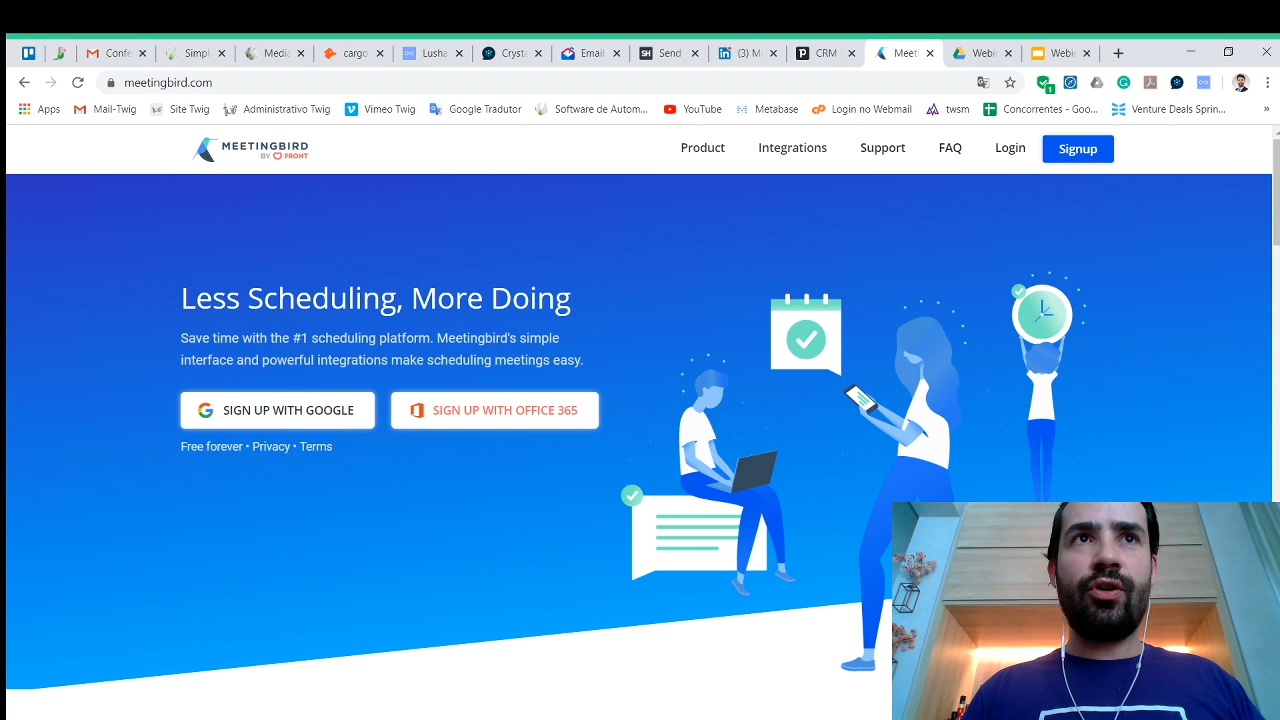 Confe
Simpl
Media
cargo
Lusha
Crysta
Email
SH Send
in (3) M
CRM
Meeti
Webi
Webi
meetingbird.com
Apps
Mail-Twig
Site Twig
Administrativo Twig
Vimeo Twig
Google Tradutor
Software de Autom...
YouTube
Metabase
Login no Webmail
twsm
Concorrentes - Goo...
Venture Deals Sprin...
MEETINGBIRD
BY FRONT
Product
Integrations
Support
FAQ
Login
Signup
Less Scheduling, More Doing
Save time with the #1 scheduling platform. Meetingbird's simple
interface and powerful integrations make scheduling meetings easy.
SIGN UP WITH GOOGLE
SIGN UP WITH OFFICE 365
Free forever • Privacy • Terms